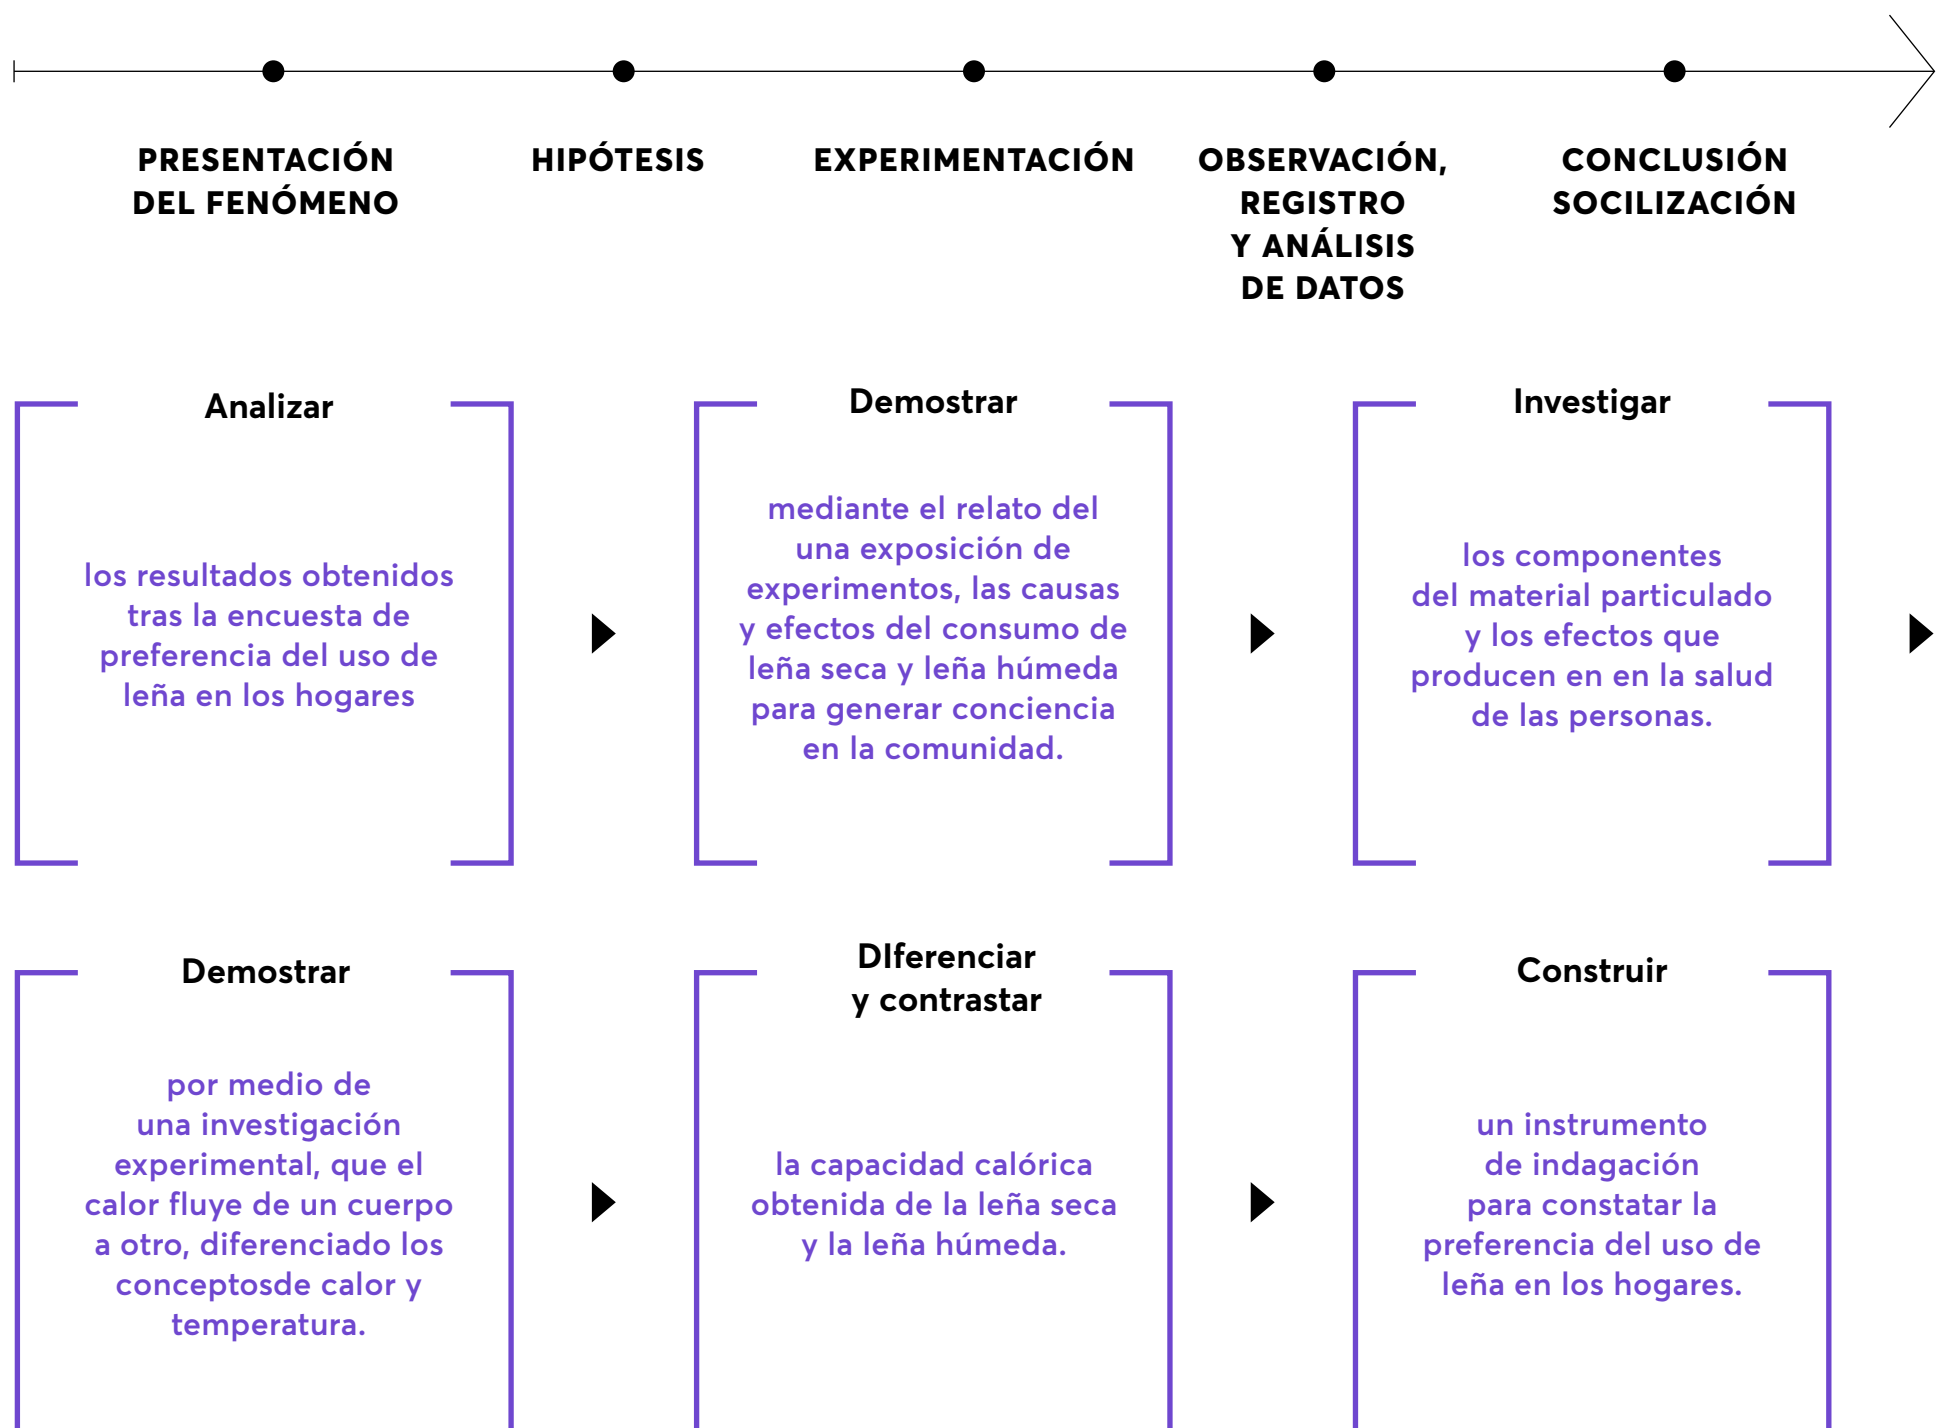 PRESENTACIÓN
DEL FENÓMENO
HIPÓTESIS
EXPERIMENTACIÓN
OBSERVACIÓN,
REGISTRO
Y ANÁLISIS
DE DATOS
CONCLUSIÓN
SOCILIZACIÓN
Analizar
los resultados obtenidos
tras la encuesta de
preferencia del uso de
leña en los hogares
Demostrar
mediante el relato del
una exposición de
experimentos, las causas
y efectos del consumo de
leña seca y leña húmeda
para generar conciencia
en la comunidad.
Investigar
los componentes
del material particulado
y los efectos que
producen en en la salud
de las personas.
Demostrar
por medio de
una investigación
experimental, que el
calor fluye de un cuerpo
a otro, diferenciado los
conceptosde calor y
temperatura.
DIferenciar
y contrastar
la capacidad calórica
obtenida de la leña seca
y la leña húmeda.
Construir
un instrumento
de indagación
para constatar la
preferencia del uso de
leña en los hogares.